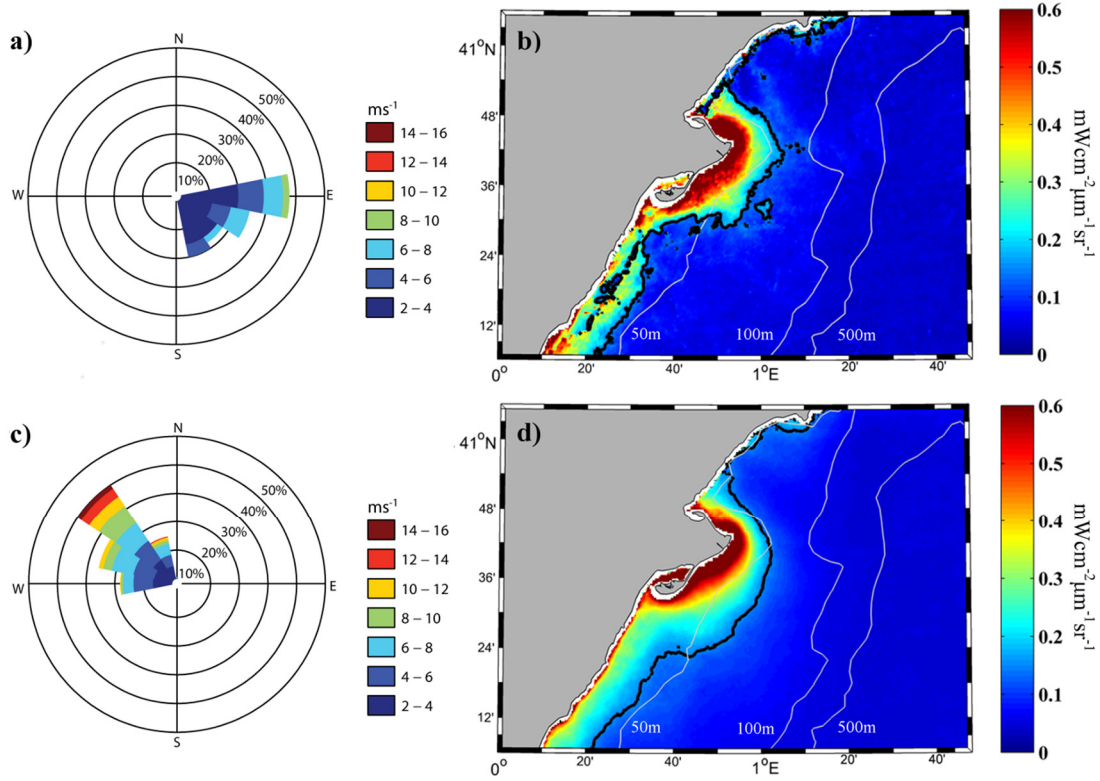 a)
N
50%
40%
30%
20%
10%
W
E
S
ms⁻¹
14 – 16
12 – 14
10 – 12
8 – 10
6 – 8
4 – 6
2 – 4
b)
41°N
48'
36'
24'
12'
0°
20'
40'
1°E
20'
40'
50m
100m
500m
0.6
0.5
0.4
0.3
0.2
0.1
0
mWcm⁻²μm⁻¹sr⁻¹
c)
N
50%
40%
30%
20%
10%
W
E
S
ms⁻¹
14 – 16
12 – 14
10 – 12
8 – 10
6 – 8
4 – 6
2 – 4
d)
41°N
48'
36'
24'
12'
0°
20'
40'
1°E
20'
40'
50m
100m
500m
0.6
0.5
0.4
0.3
0.2
0.1
0
mWcm⁻²μm⁻¹sr⁻¹